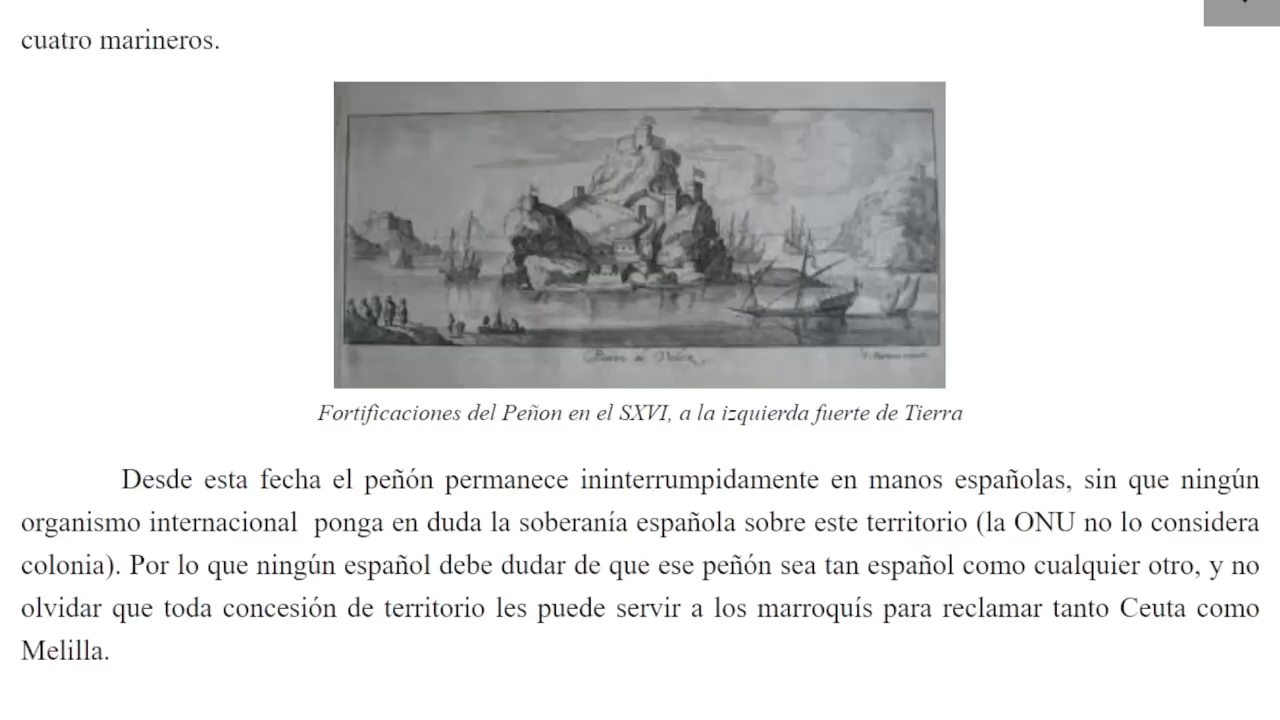 cuatro marineros.
Fortificaciones del Peñon en el SXVI, a la izquierda fuerte de Tierra
Desde esta fecha el peñón permanece ininterrumpidamente en manos españolas, sin que ningún
organismo internacional ponga en duda la soberanía española sobre este territorio (la ONU no lo considera
colonia). Por lo que ningún español debe dudar de que ese peñón sea tan español como cualquier otro, y no
olvidar que toda concesión de territorio les puede servir a los marroquís para reclamar tanto Ceuta como
Melilla.